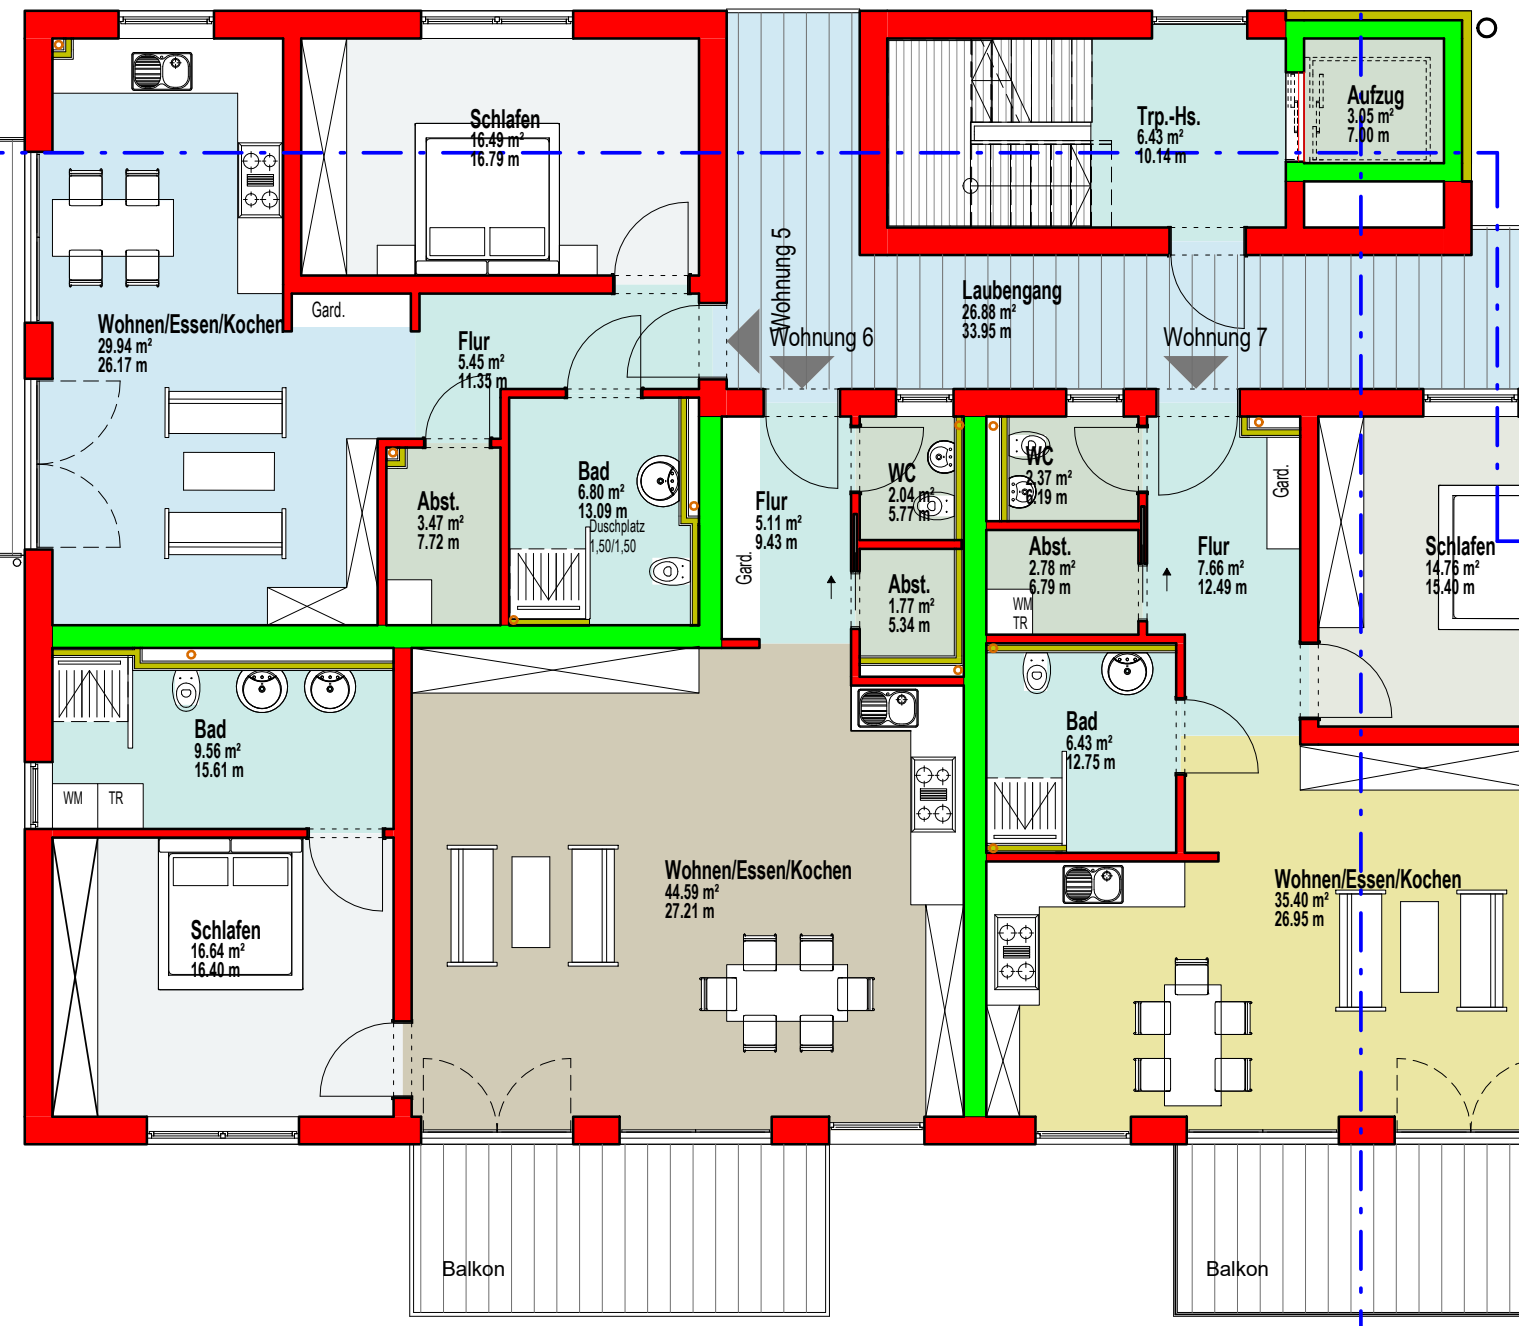 Schlafen
16.49 m²
16.79 m
Trp.-Hs.
6.43 m²
10.14 m
Aufzug
3.05 m²
7.00 m
Wohnung 5
Gard.
Wohnen/Essen/Kochen
29.94 m²
26.17 m
Flur
5.45 m²
11.35 m
Laubengang
26.88 m²
33.95 m
Wohnung 6
Wohnung 7
Abst.
3.47 m²
7.72 m
Bad
6.80 m²
13.09 m
Duschplatz
1,50/1,50
Flur
5.11 m²
9.43 m
Gard.
WC
2.04 m²
5.77 m
Abst.
1.77 m²
5.34 m
WC
2.37 m²
6.19 m
Abst.
2.78 m²
6.79 m
WM
TR
Flur
7.66 m²
12.49 m
Gard.
Schlafen
14.76 m²
15.40 m
Bad
9.56 m²
15.61 m
WM
TR
Bad
6.43 m²
12.75 m
Schlafen
16.64 m²
16.40 m
Wohnen/Essen/Kochen
44.59 m²
27.21 m
Wohnen/Essen/Kochen
35.40 m²
26.95 m
Balkon
Balkon